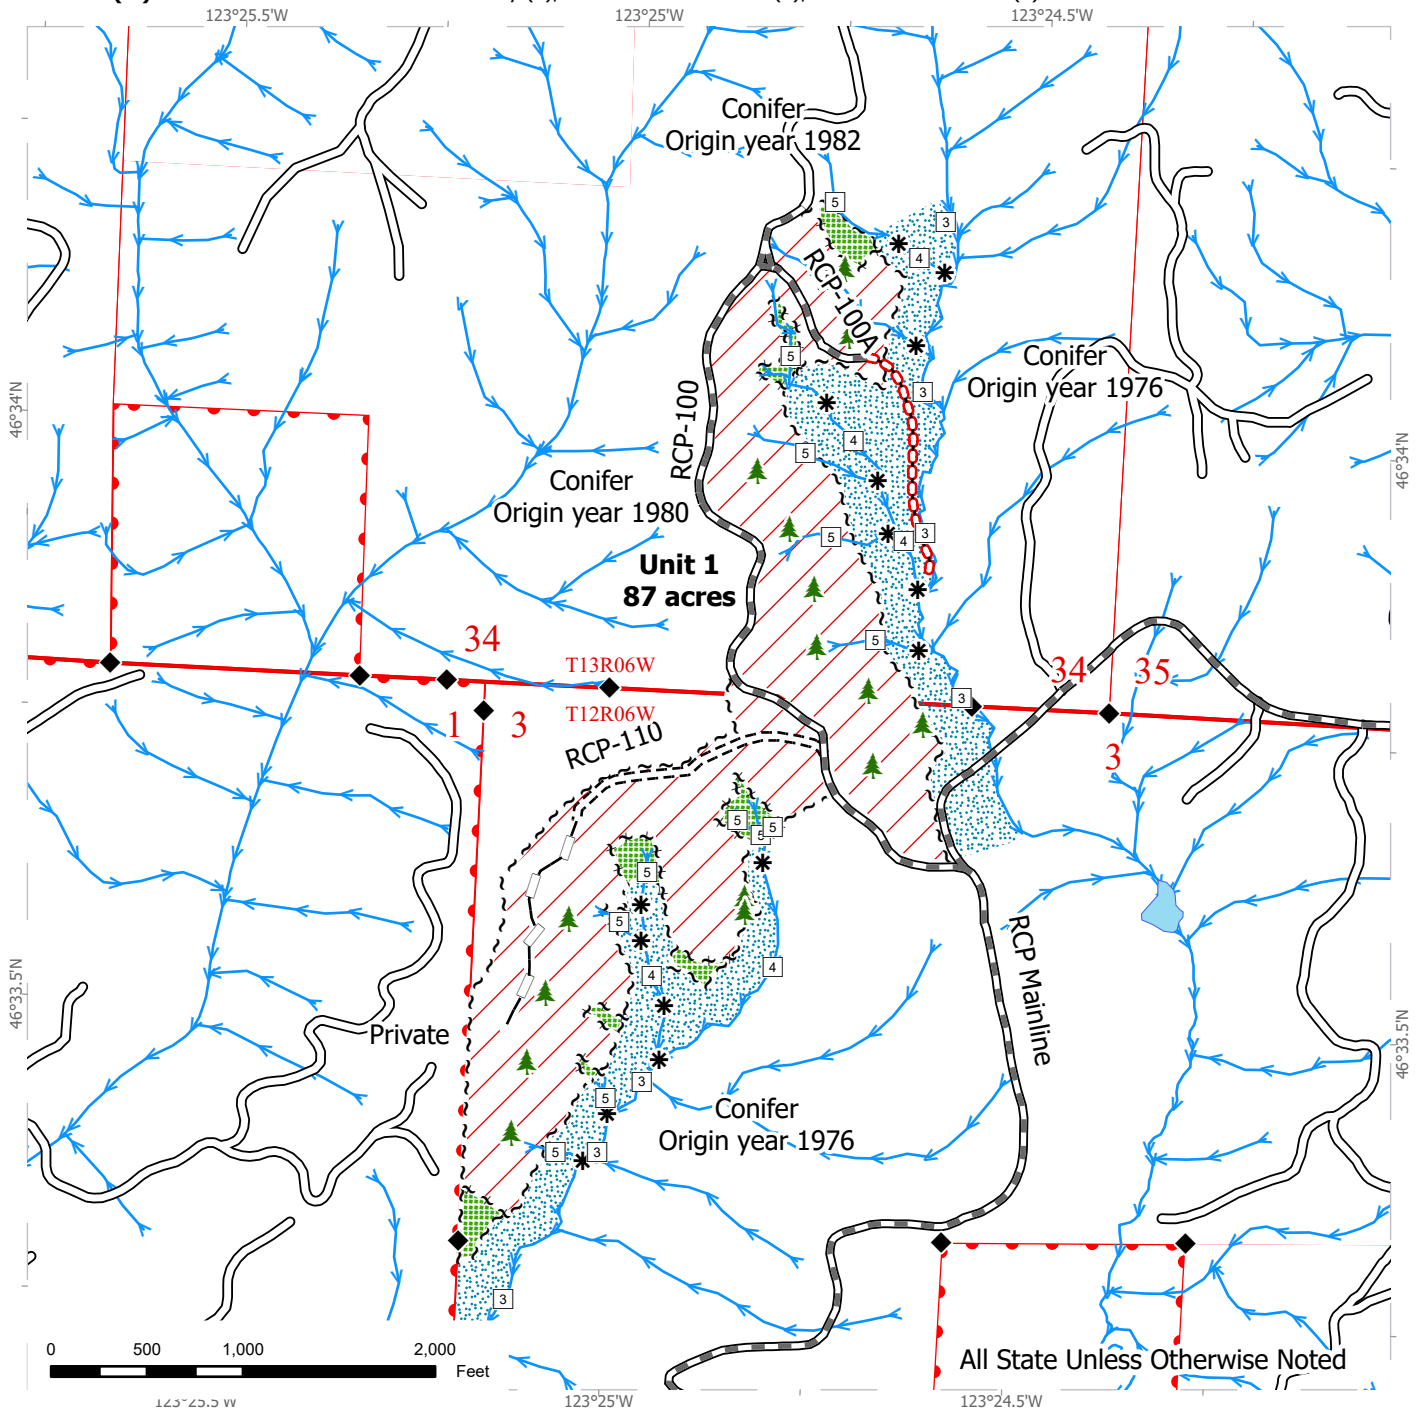 123°25.5'W
123°25'W
123°24.5'W
Conifer
Origin year 1982
5
3
4
RCP-100A
5
Conifer
Origin year 1976
3
46°34'N
RCP-100
4
5
46°34'N
Conifer
Origin year 1980
5
4
3
Unit 1
87 acres
34
T13R06W
5
34
35
3
1
3
T12R06W
RCP-110
3
5
5
5
5
5
4
4
RCP Mainline
46°33.5'N
46°33.5'N
Private
3
5
Conifer
Origin year 1976
5
3
3
0
500
1,000
2,000
Feet
All State Unless Otherwise Noted
123°25'W
123°24.5'W